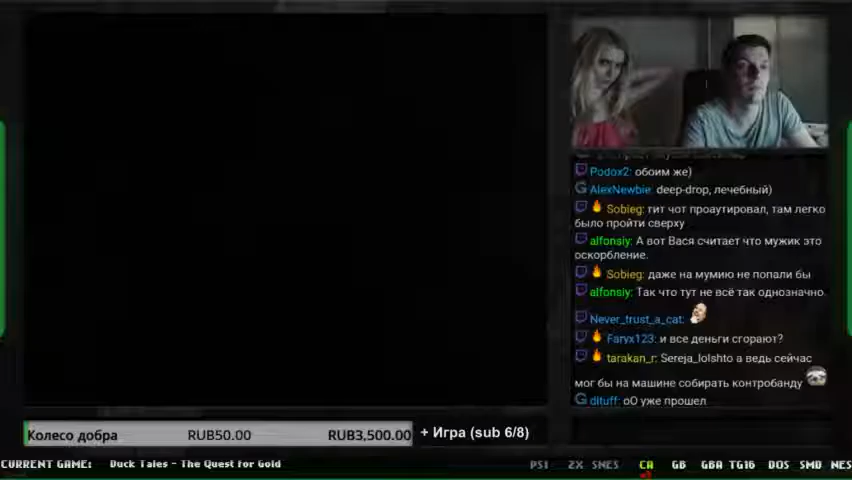 Podox2: обоим же)
AlexNewbie: deep-drop, лечебный)
Sobieg: гит чот проаутировал, там легко
было пройти сверху
alfonsiy: А вот Вася считает что мужик это
оскорбление.
Sobieg: даже на мумию не попали бы
alfonsiy: Так что тут не всё так однозначно.
Never_trust_a_cat:
Faryx123: и все деньги сгорают?
tarakan_r: Sereja_lolshto а ведь сейчас
мог бы на машине собирать контробанду
dituff: оО уже прошел
Колесо добра RUB50.00 RUB3,500.00 + Игра (sub 6/8)
CURRENT GAME: Duck Tales - The Quest for Gold PS1 ZX SNES CA GB GBA TG16 DOS SMD NES